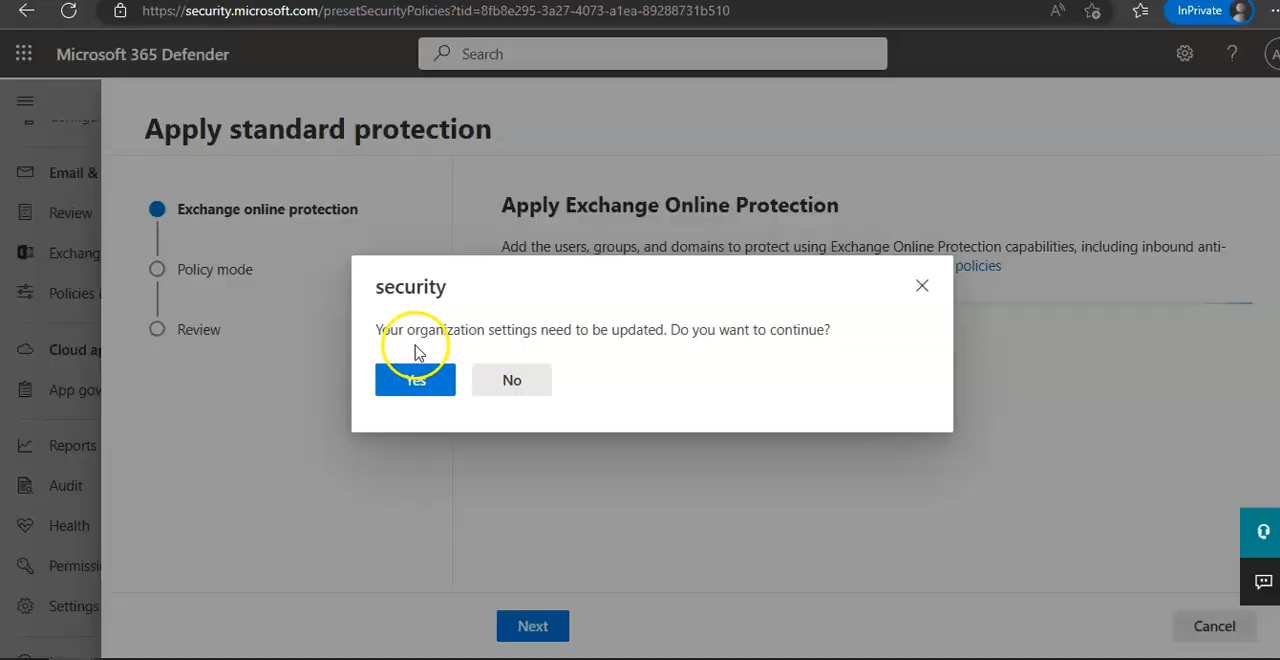 https://security.microsoft.com/presetSecurityPolicies?tid=8fb8e295-3a27-4073-a1ea-89288731b510
InPrivate
Microsoft 365 Defender
Search
?
A
Apply standard protection
Email &
Review
Exchang
Policies &
Cloud ap
App gov
Reports
Audit
Health
Permissi
Settings
Exchange online protection
Policy mode
Review
Apply Exchange Online Protection
Add the users, groups, and domains to protect using Exchange Online Protection capabilities, including inbound anti-
policies
security
Your organization settings need to be updated. Do you want to continue?
Yes
No
Next
Cancel